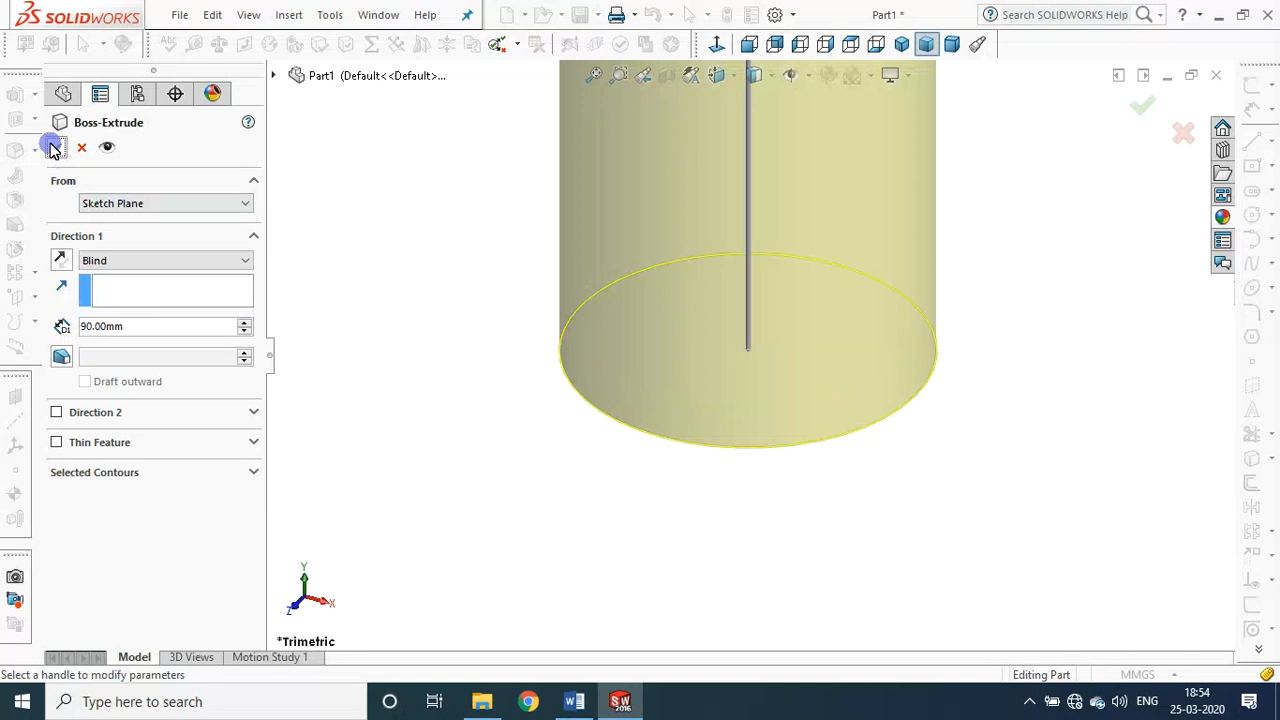 SOLIDWORKS
File Edit View Insert Tools Window Help
Part1 *
Search SOLIDWORKS Help
?
Part1 (Default<<Default>...
Boss-Extrude
?
From
Sketch Plane
Direction 1
Blind
D1
90.00mm
Draft outward
Direction 2
Thin Feature
Selected Contours
Y
X
Z
*Trimetric
Model 3D Views Motion Study 1
Select a handle to modify parameters
Editing Part
MMGS
Type here to search
SW
2016
ENG
18:54
25-03-2020